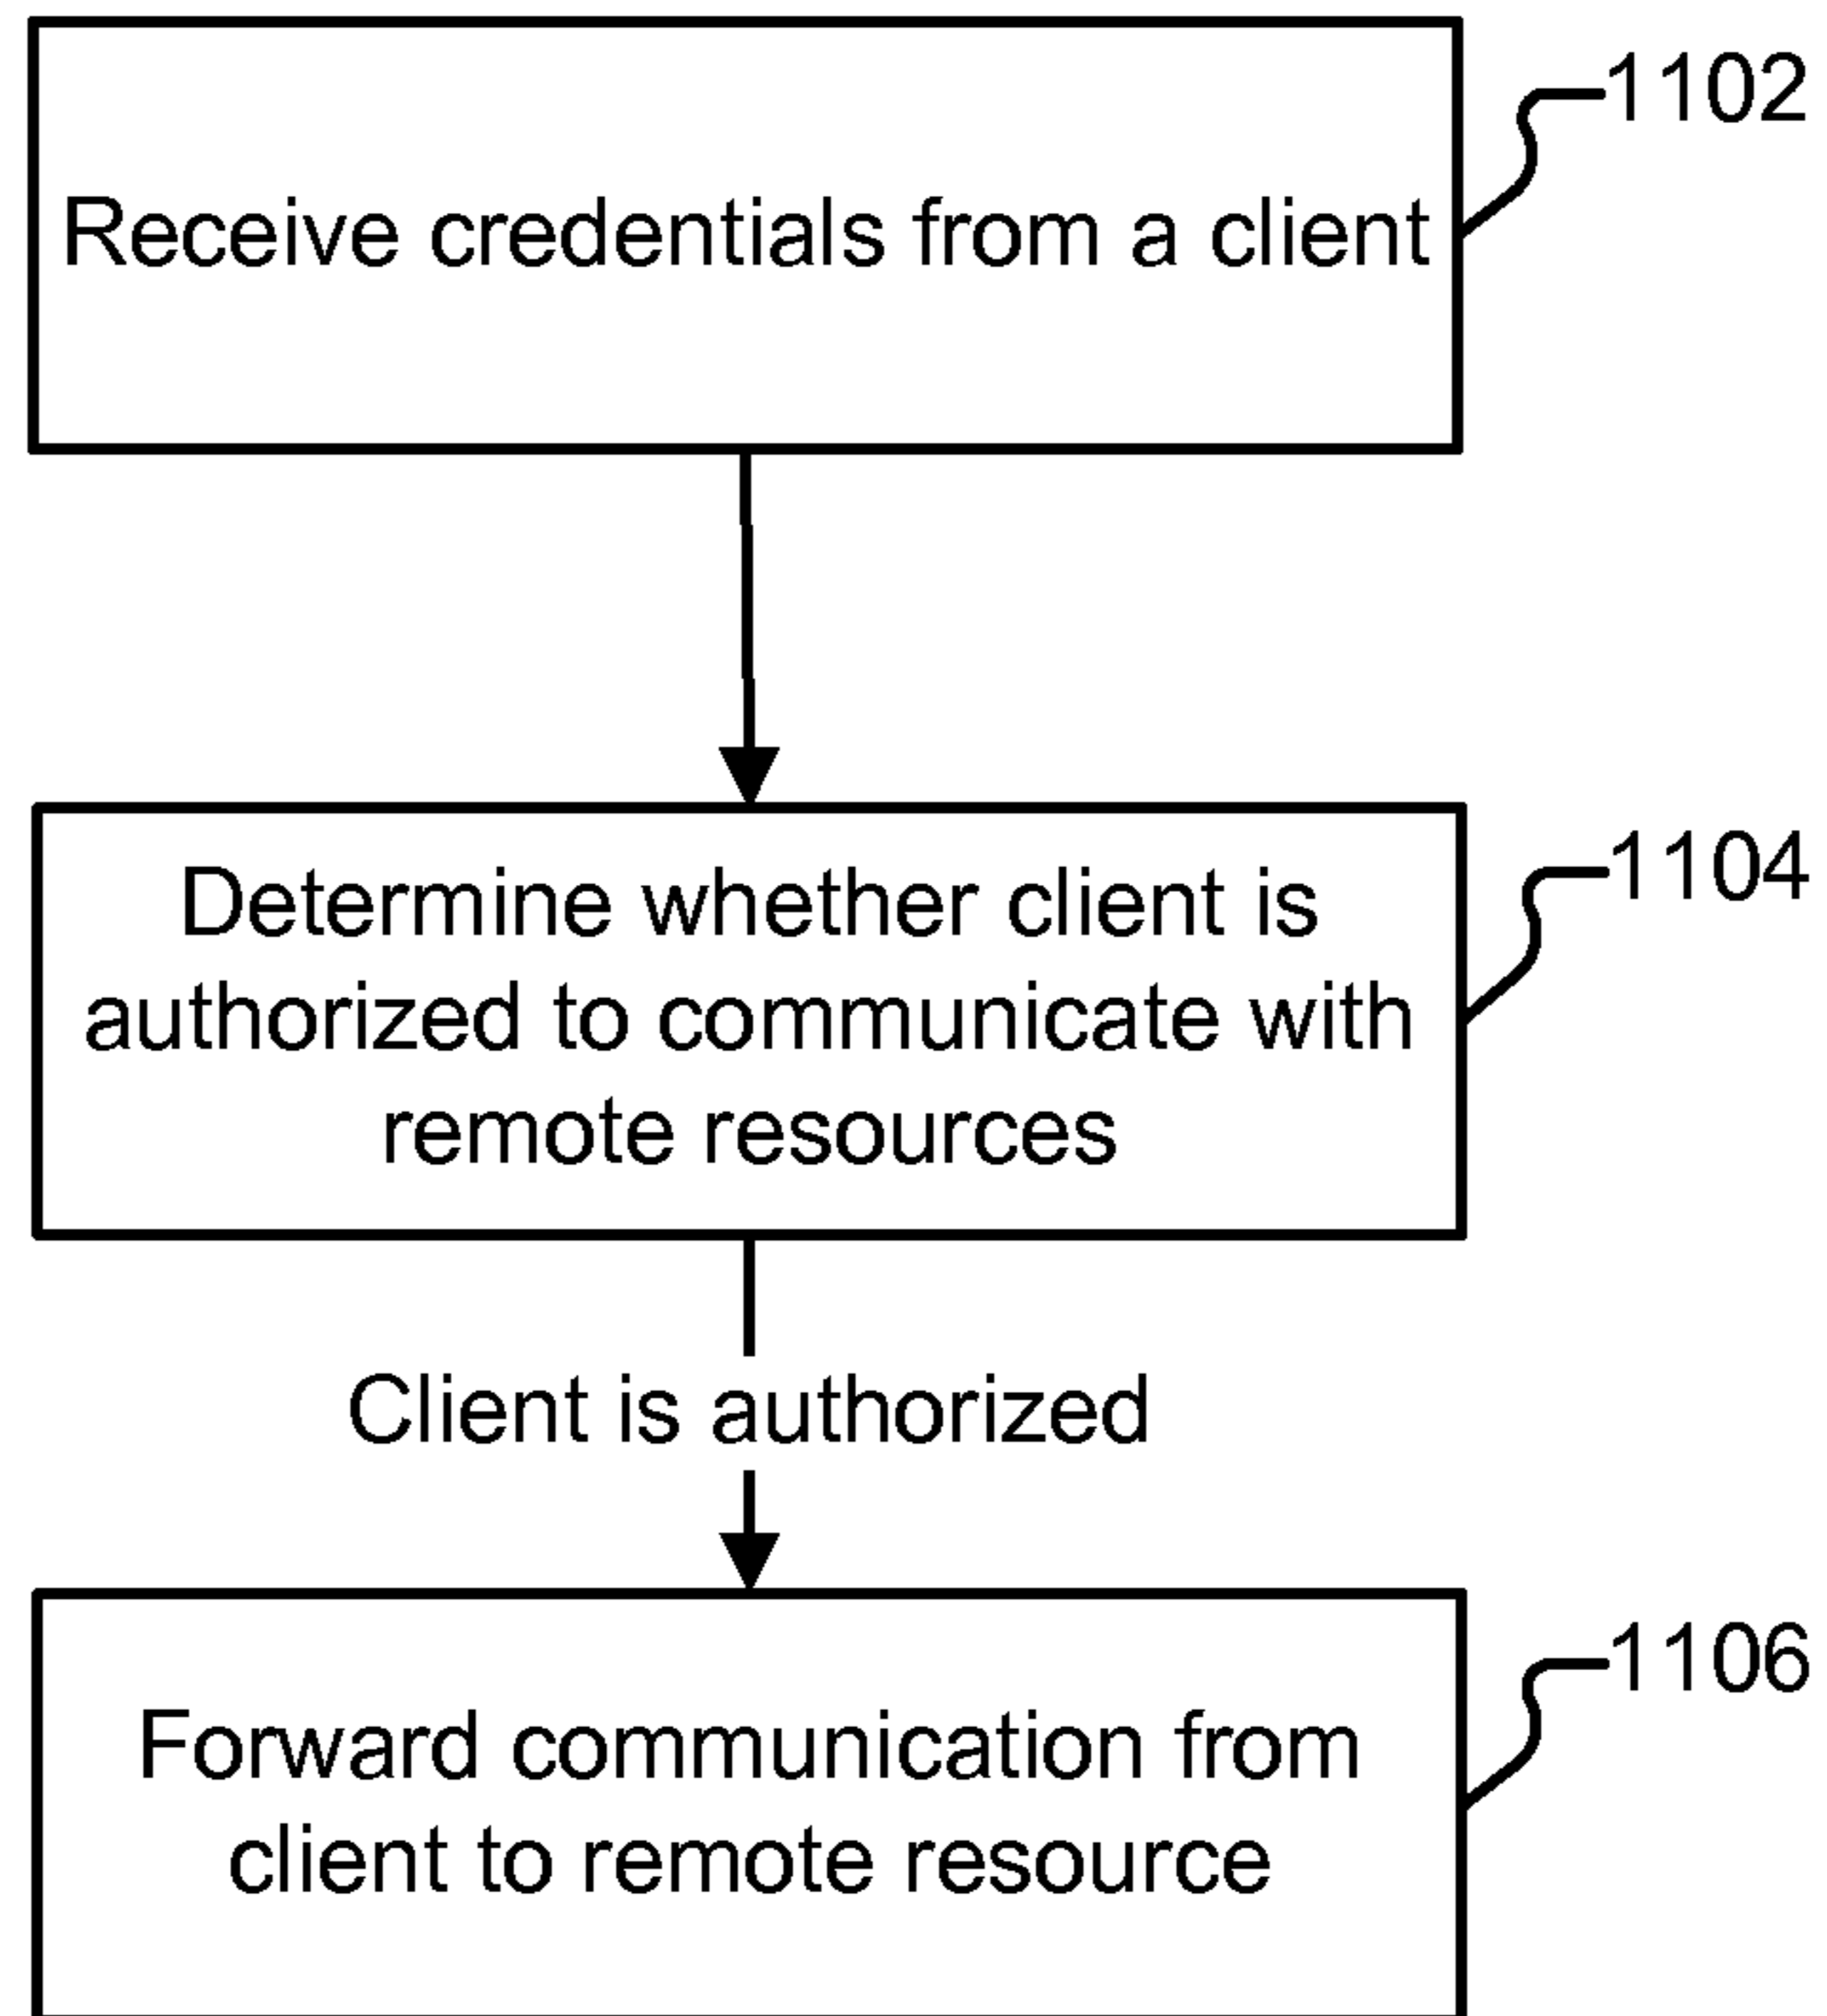 1102
Receive credentials from a client
1104
Determine whether client is
authorized to communicate with
remote resources
Client is authorized
1106
Forward communication from
client to remote resource